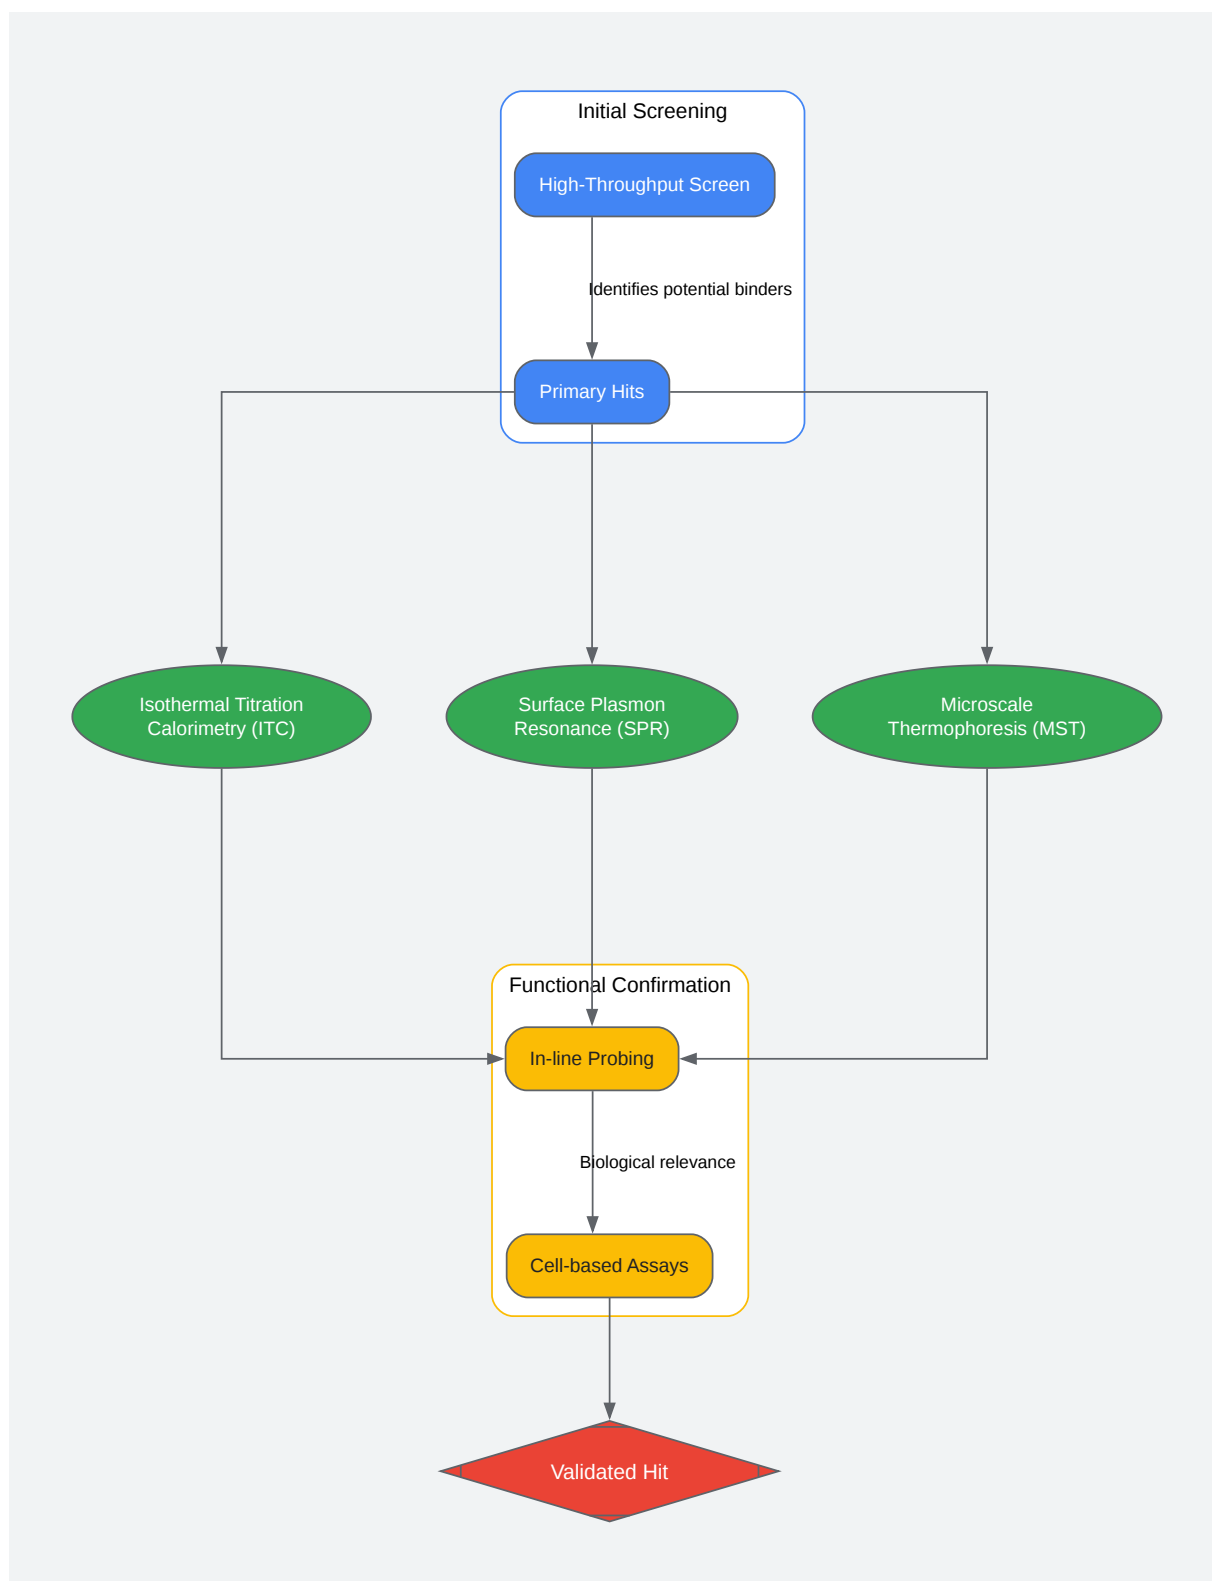 Initial Screening
High-Throughput Screen
Identifies potential binders
Primary Hits
Isothermal Titration
Calorimetry (ITC)
Surface Plasmon
Resonance (SPR)
Microscale
Thermophoresis (MST)
Functional Confirmation
In-line Probing
Biological relevance
Cell-based Assays
Validated Hit